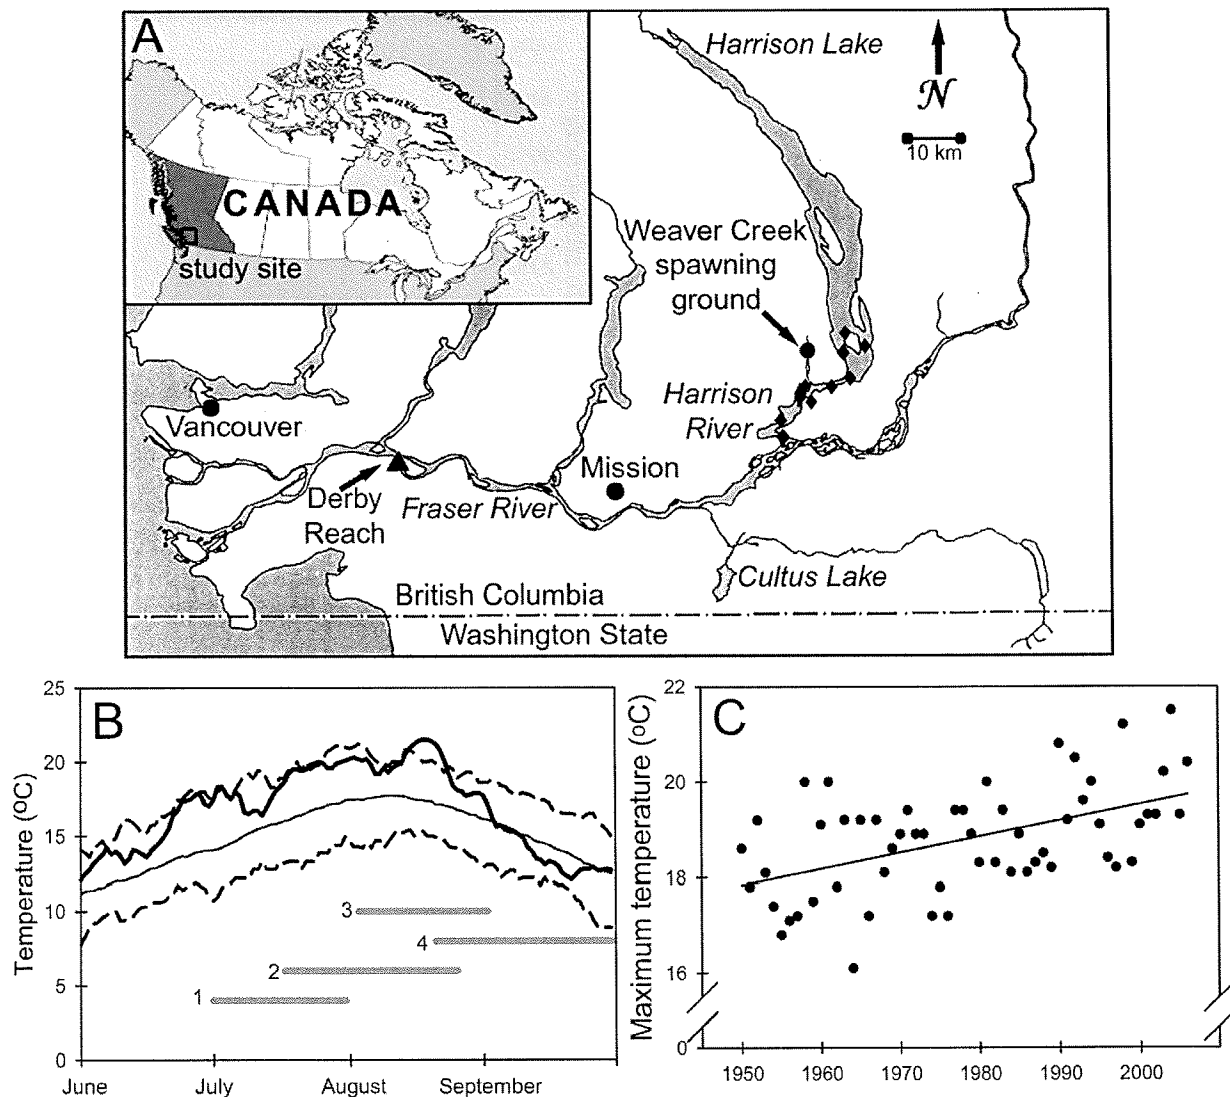 A
CANADA
study site
Harrison Lake
N
10 km
Weaver Creek
spawning
ground
Harrison
River
Vancouver
Derby
Reach
Fraser River
Mission
Cultus Lake
British Columbia
Washington State
B
Temperature (°C)
25
20
15
10
5
0
1
2
3
4
June
July
August
September
C
Maximum temperature (°C)
22
20
18
16
0
1950
1960
1970
1980
1990
2000